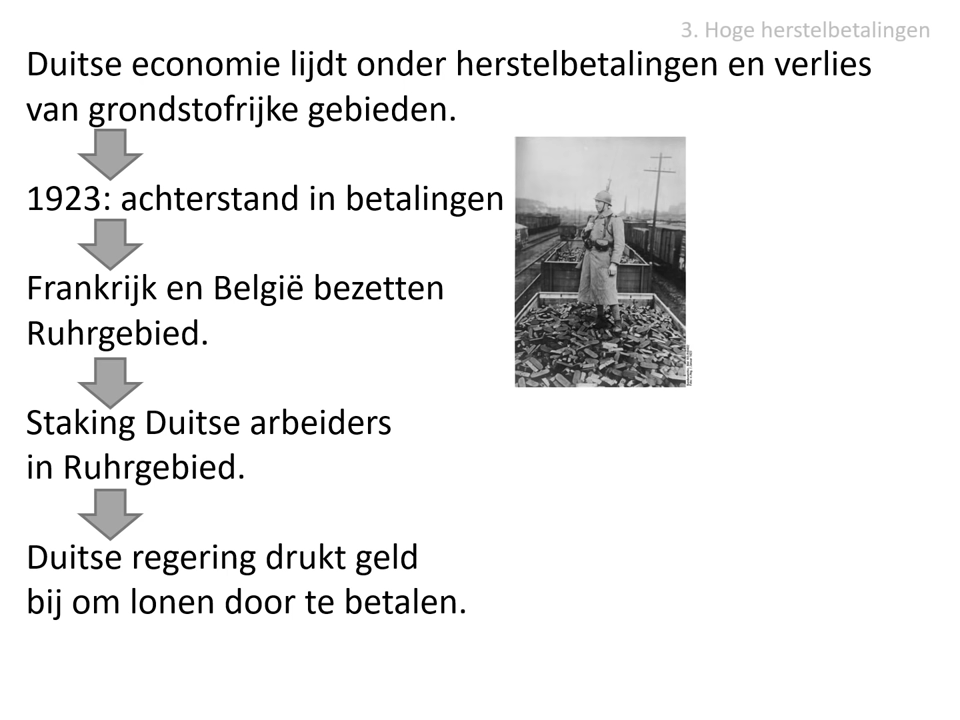 3. Hoge herstelbetalingen
Duitse economie lijdt onder herstelbetalingen en verlies
van grondstofrijke gebieden.
1923: achterstand in betalingen
Frankrijk en België bezetten
Ruhrgebied.
Staking Duitse arbeiders
in Ruhrgebied.
Duitse regering drukt geld
bij om lonen door te betalen.